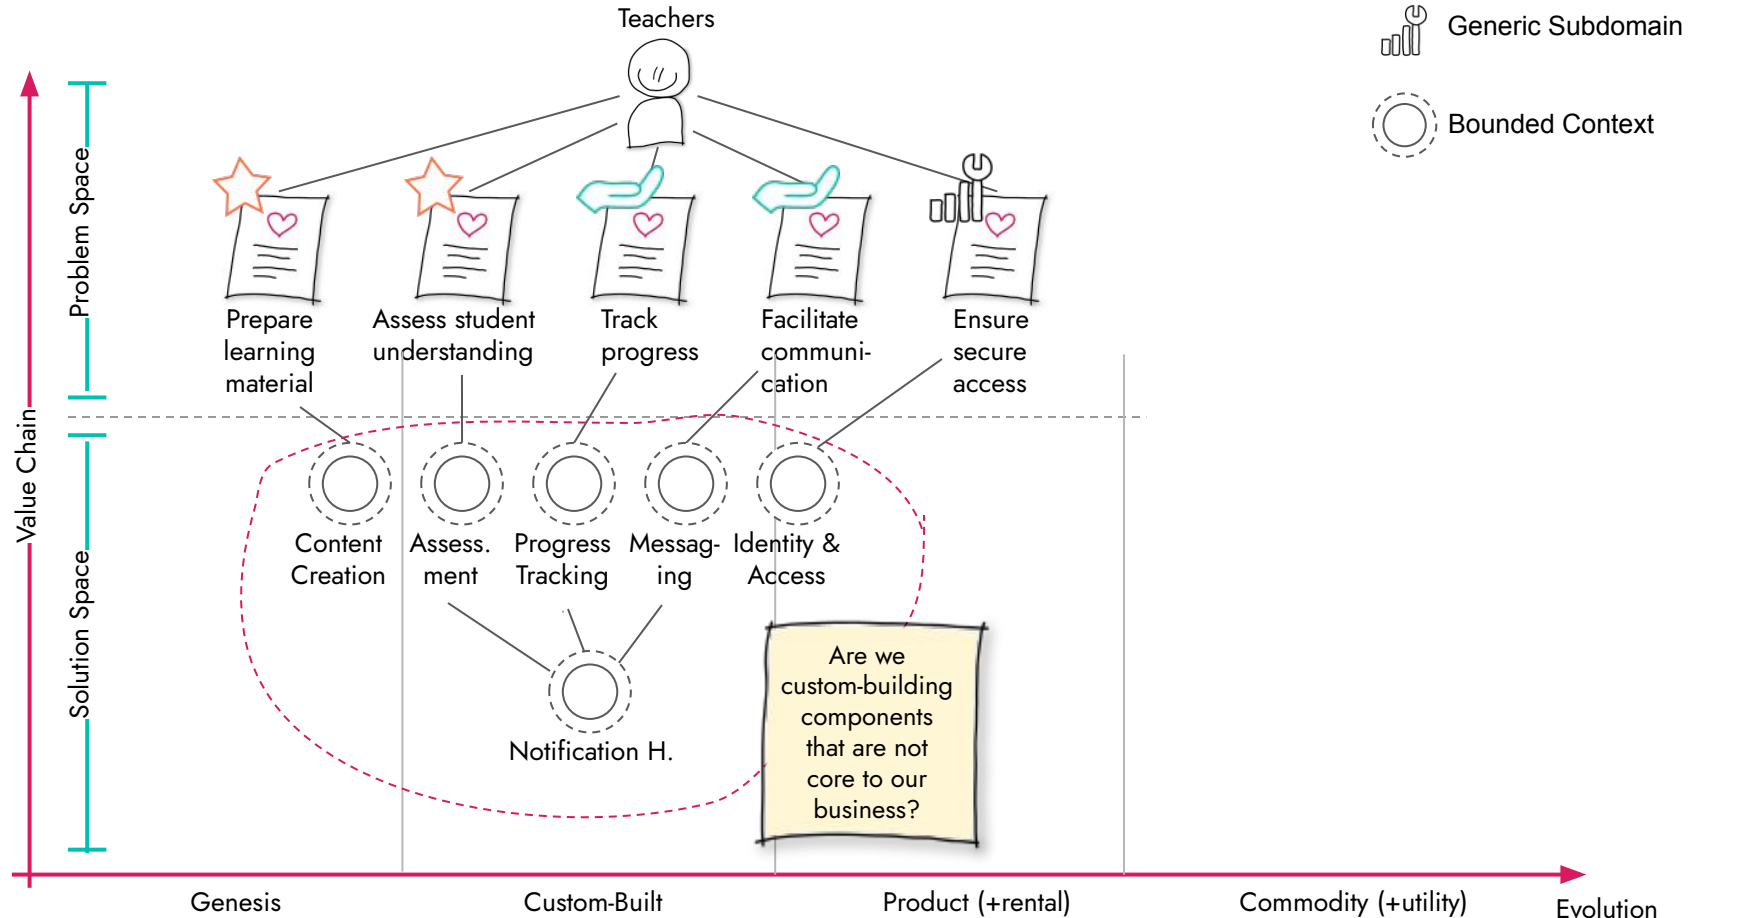 Teachers
Generic Subdomain
Bounded Context
Value Chain
Problem Space
Solution Space
Prepare
learning
material
Assess student
understanding
Track
progress
Facilitate
communi-
cation
Ensure
secure
access
Content
Creation
Assess.
ment
Progress
Tracking
Messag-
ing
Identity &
Access
Notification H.
Are we
custom-building
components
that are not
core to our
business?
Genesis
Custom-Built
Product (+rental)
Commodity (+utility)
Evolution